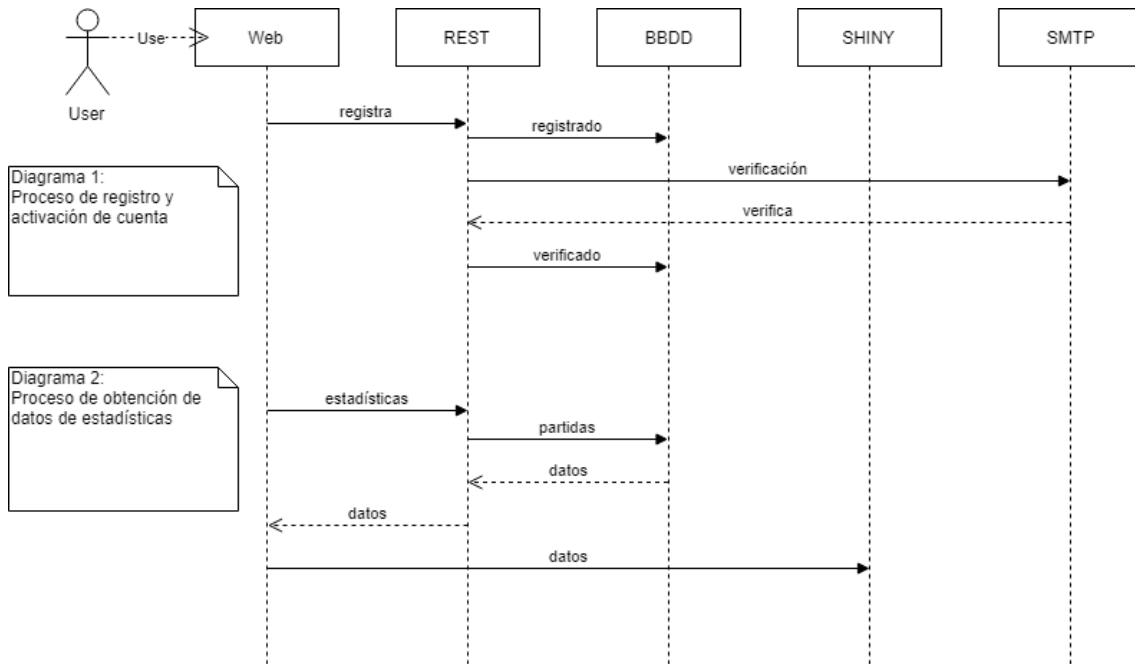 Use
Web
REST
BBDD
SHINY
SMTP
User
registra
registrado
Diagrama 1:
Proceso de registro y
activación de cuenta
verificación
verifica
verificado
Diagrama 2:
Proceso de obtención de
datos de estadísticas
estadísticas
partidas
datos
datos
datos